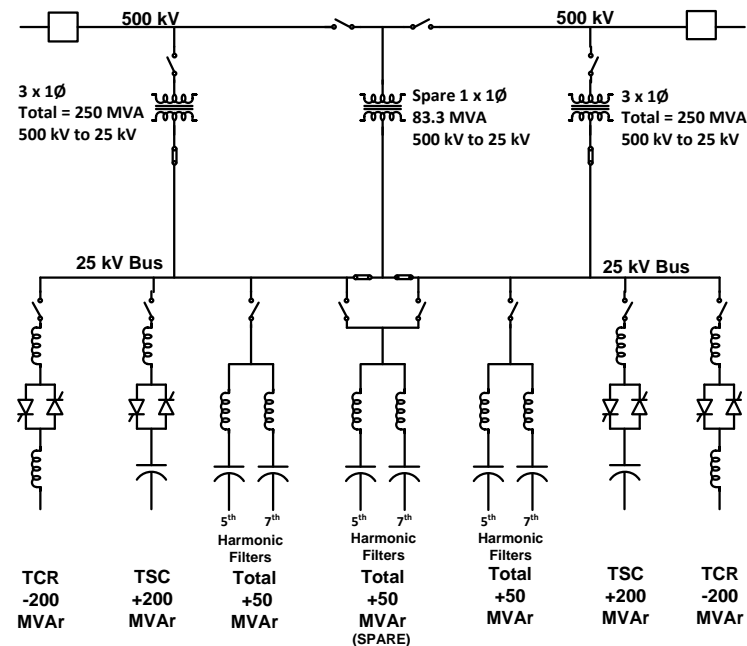 500 kV
3 x 1Ø
Total = 250 MVA
500 kV to 25 kV
Spare 1 x 1Ø
83.3 MVA
500 kV to 25 kV
3 x 1Ø
Total = 250 MVA
500 kV to 25 kV
500 kV
25 kV Bus
25 kV Bus
5th
7th
Harmonic
Filters
5th
7th
Harmonic
Filters
5th
7th
Harmonic
Filters
TCR
-200
MVAr
TSC
+200
MVAr
Total
+50
MVAr
Total
+50
MVAr
(SPARE)
Total
+50
MVAr
TSC
+200
MVAr
TCR
-200
MVAr